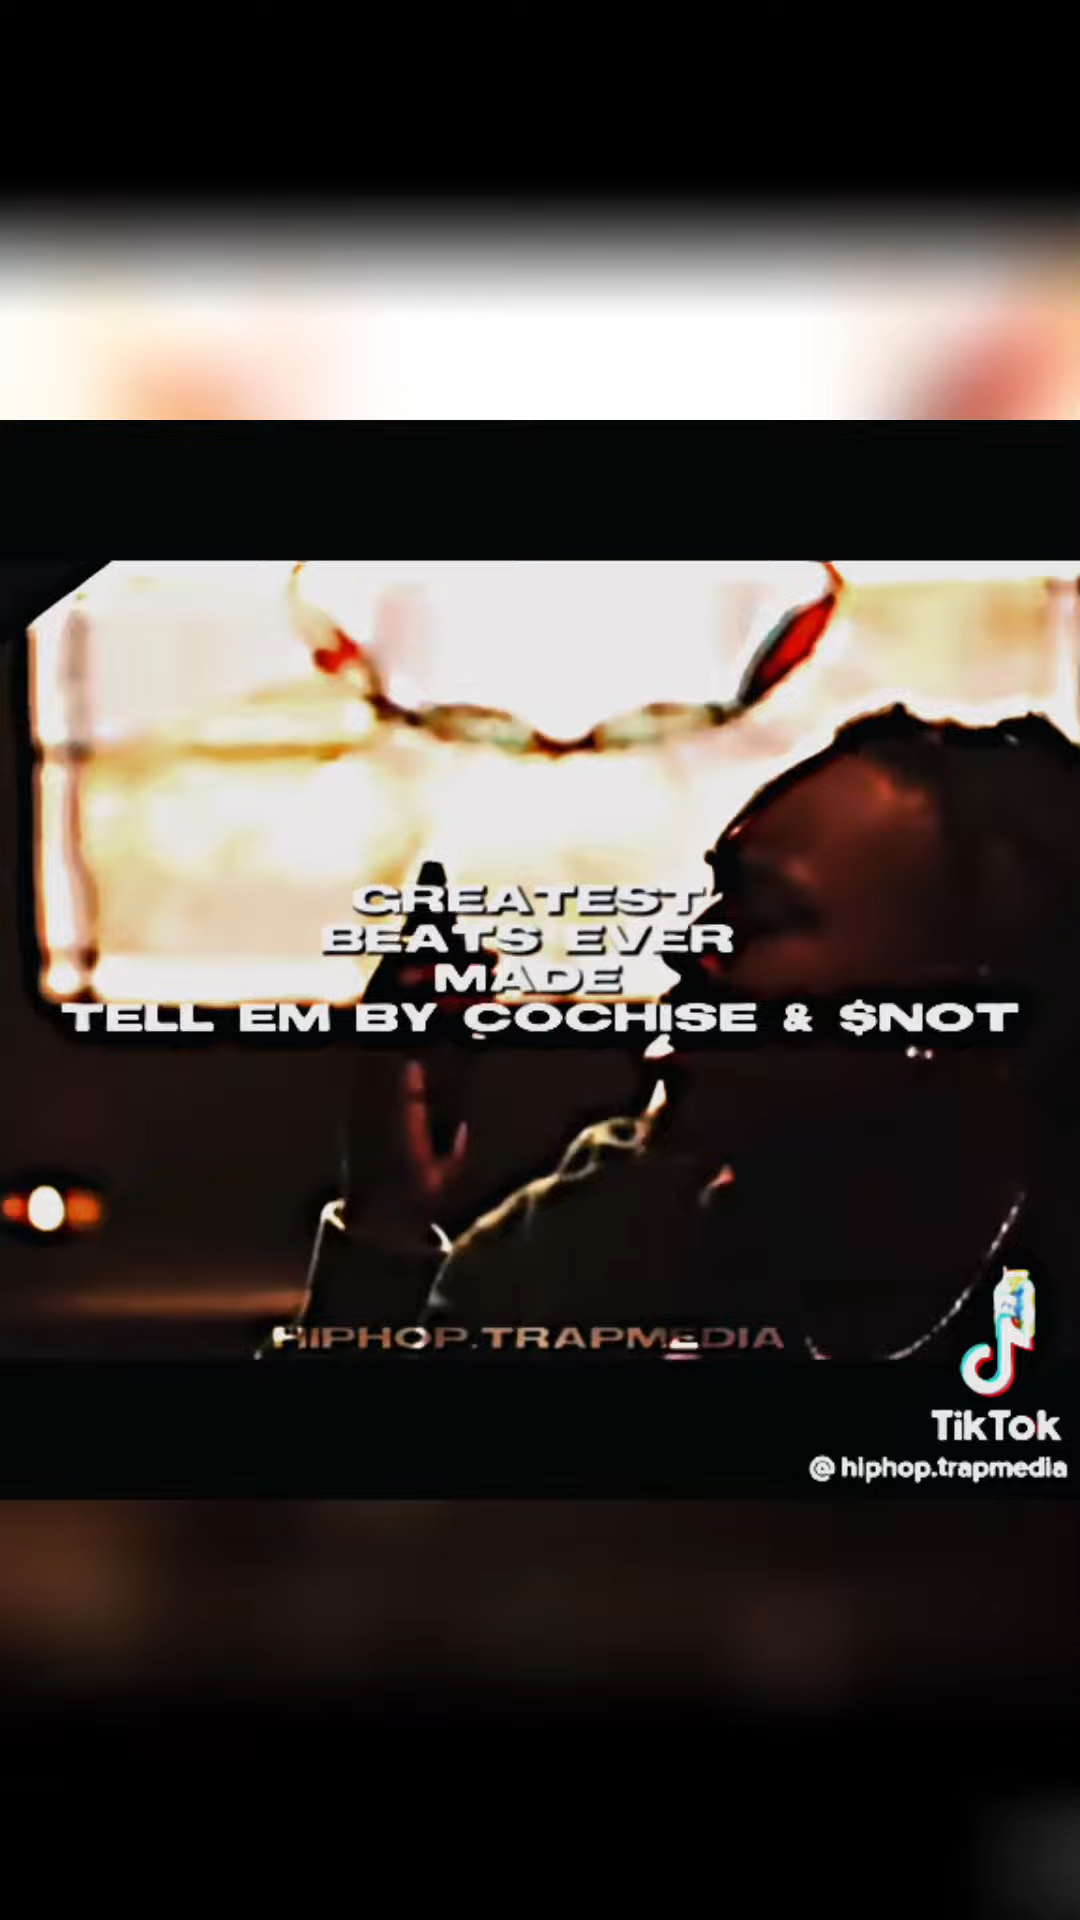 GREATEST
BEATS EVER
MADE
TELL EM BY COCHISE & $NOT
HIPHOP.TRAPMEDIA
TikTok
@hiphop.trapmedia